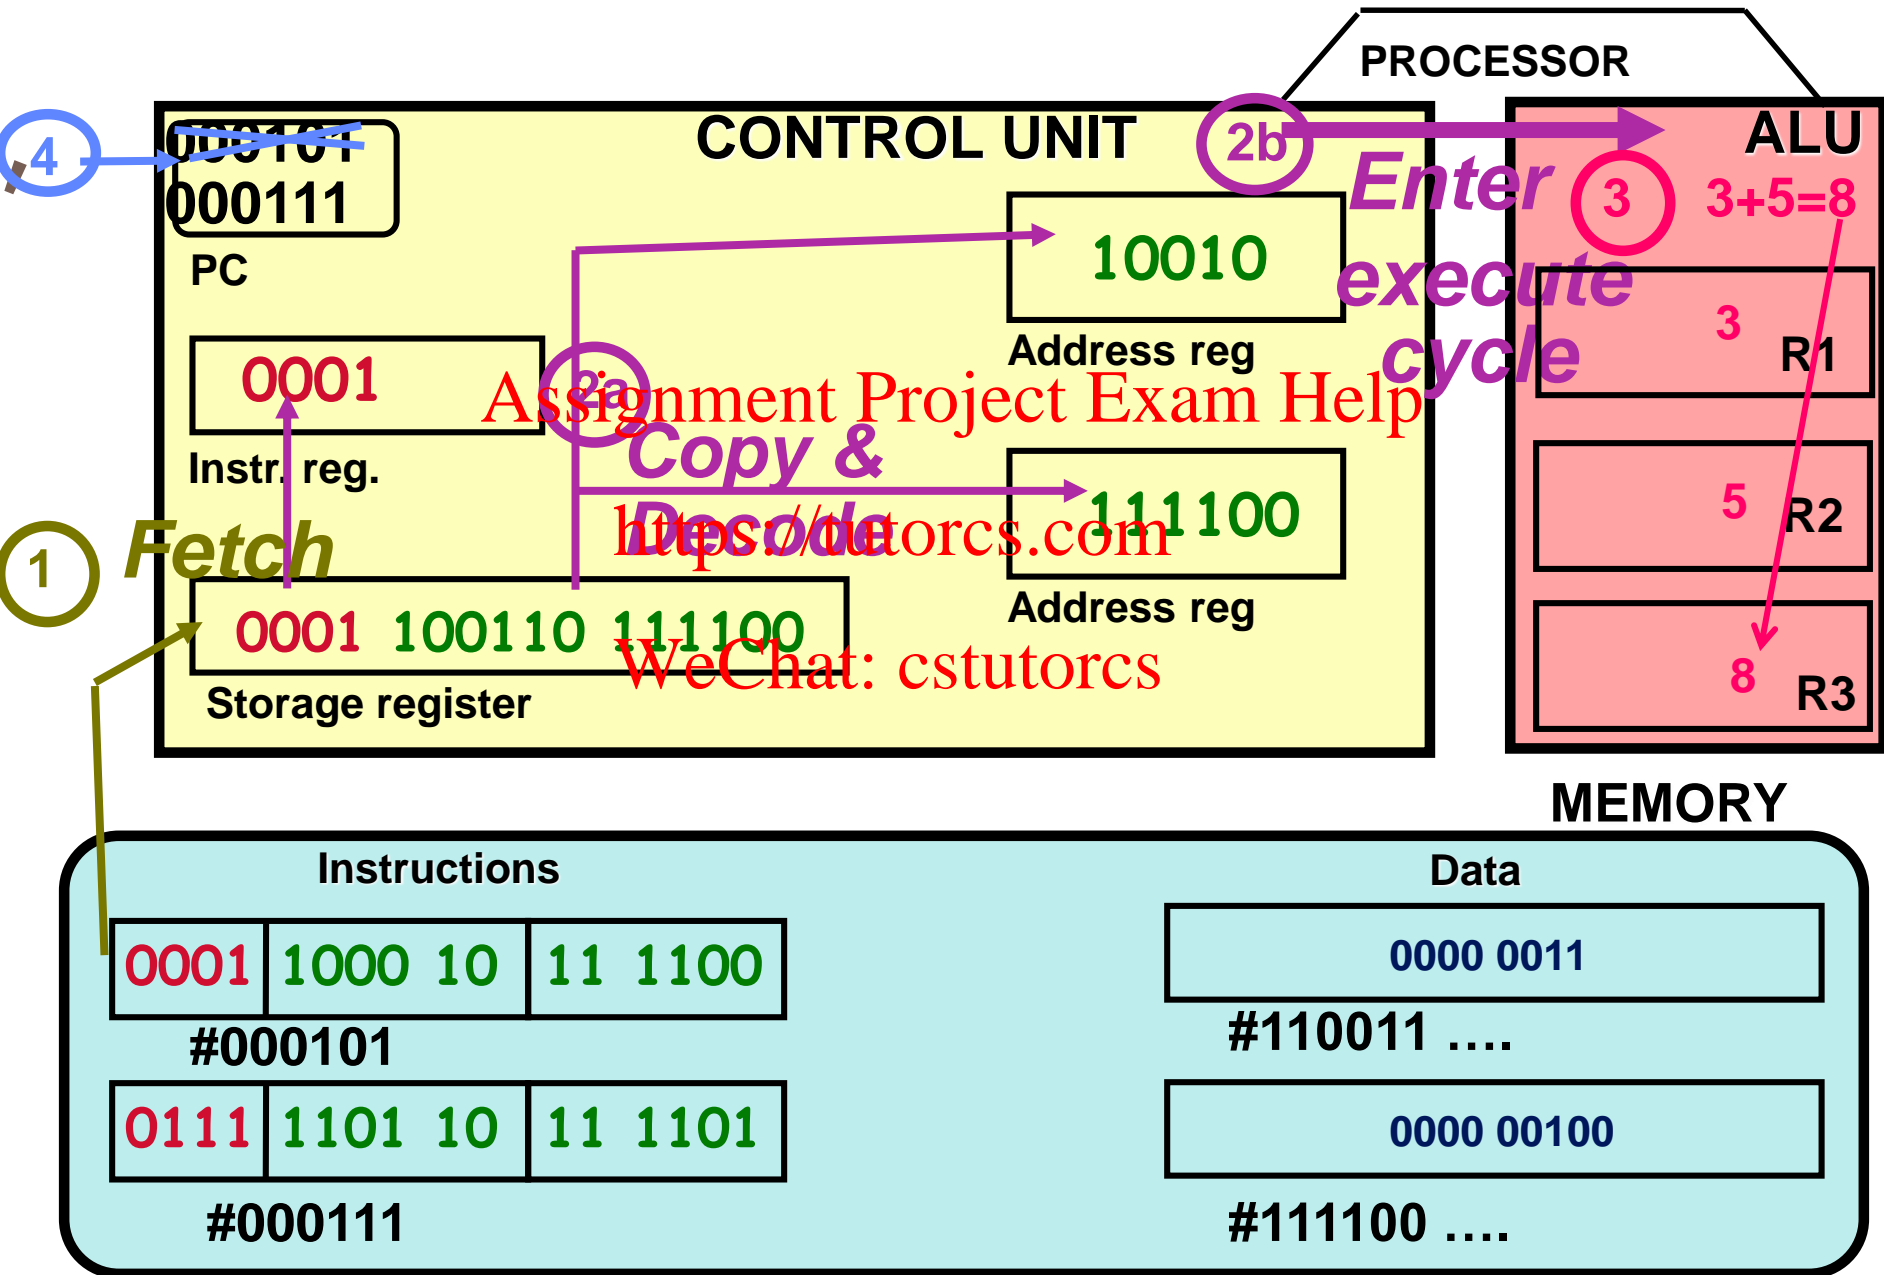 PROCESSOR
4
000101
000111
PC
CONTROL UNIT
2b
Enter
execute
cycle
ALU
3
3+5=8
10010
Address reg
3
R1
0001
Instr. reg.
2a
Copy &
Decode
Assignment Project Exam Help
111100
Address reg
5
R2
https://tutorcs.com
1
Fetch
0001 100110 111100
Storage register
WeChat: cstutorcs
8
R3
MEMORY
Instructions
Data
0001 1000 10 11 1100
#000101
0000 0011
#110011 ....
0111 1101 10 11 1101
#000111
0000 00100
#111100 ....